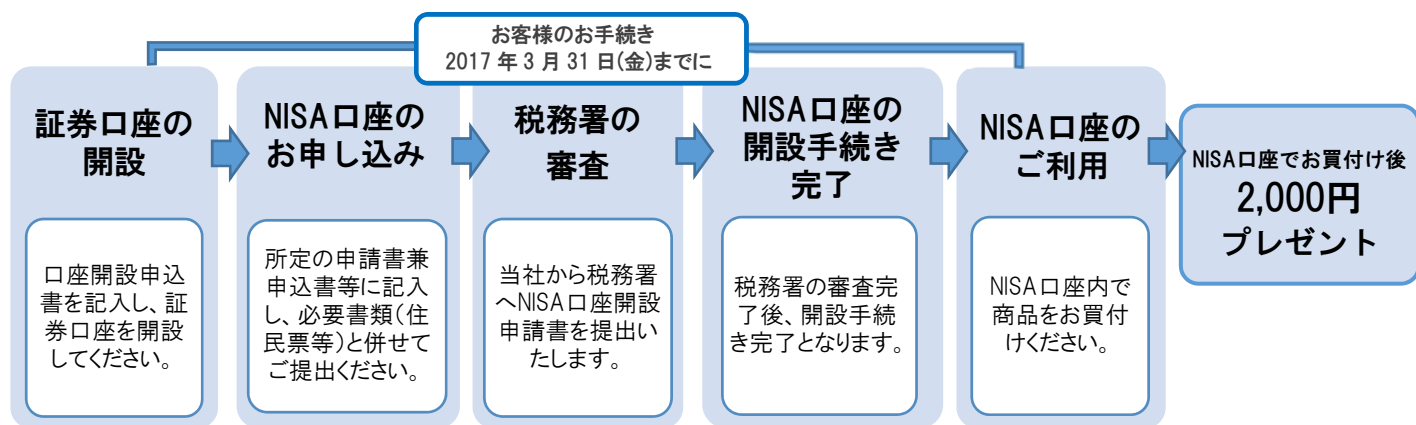 お客様のお手続き
2017年3月31日(金)までに
証券口座の
開設
口座開設申込
書を記入し、証
券口座を開設
してください。
NISA口座の
お申し込み
所定の申請書兼
申込書等に記入
し、必要書類(住
民票等)と併せて
ご提出ください。
税務署の
審査
当社から税務署
へNISA口座開設
申請書を提出い
たします。
NISA口座の
開設手続き
完了
税務署の審査完
了後、開設手続
き完了となります。
NISA口座の
ご利用
NISA口座内で
商品をお買付
けください。
NISA口座でお買付け後
2,000円
プレゼント